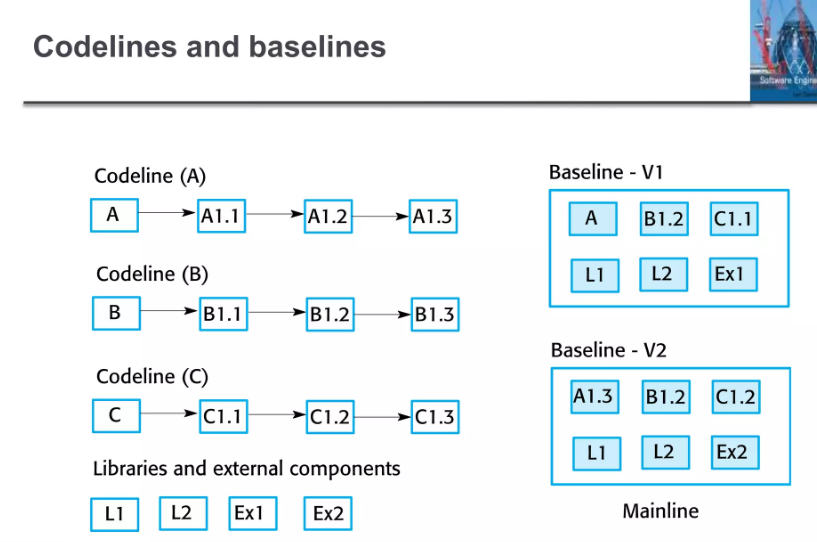 Codelines and baselines
Software Engine
Codeline (A)
A A1.1 A1.2 A1.3
Codeline (B)
B B1.1 B1.2 B1.3
Codeline (C)
C C1.1 C1.2 C1.3
Libraries and external components
L1 L2 Ex1 Ex2
Baseline - V1
A B1.2 C1.1
L1 L2 Ex1
Baseline - V2
A1.3 B1.2 C1.2
L1 L2 Ex2
Mainline